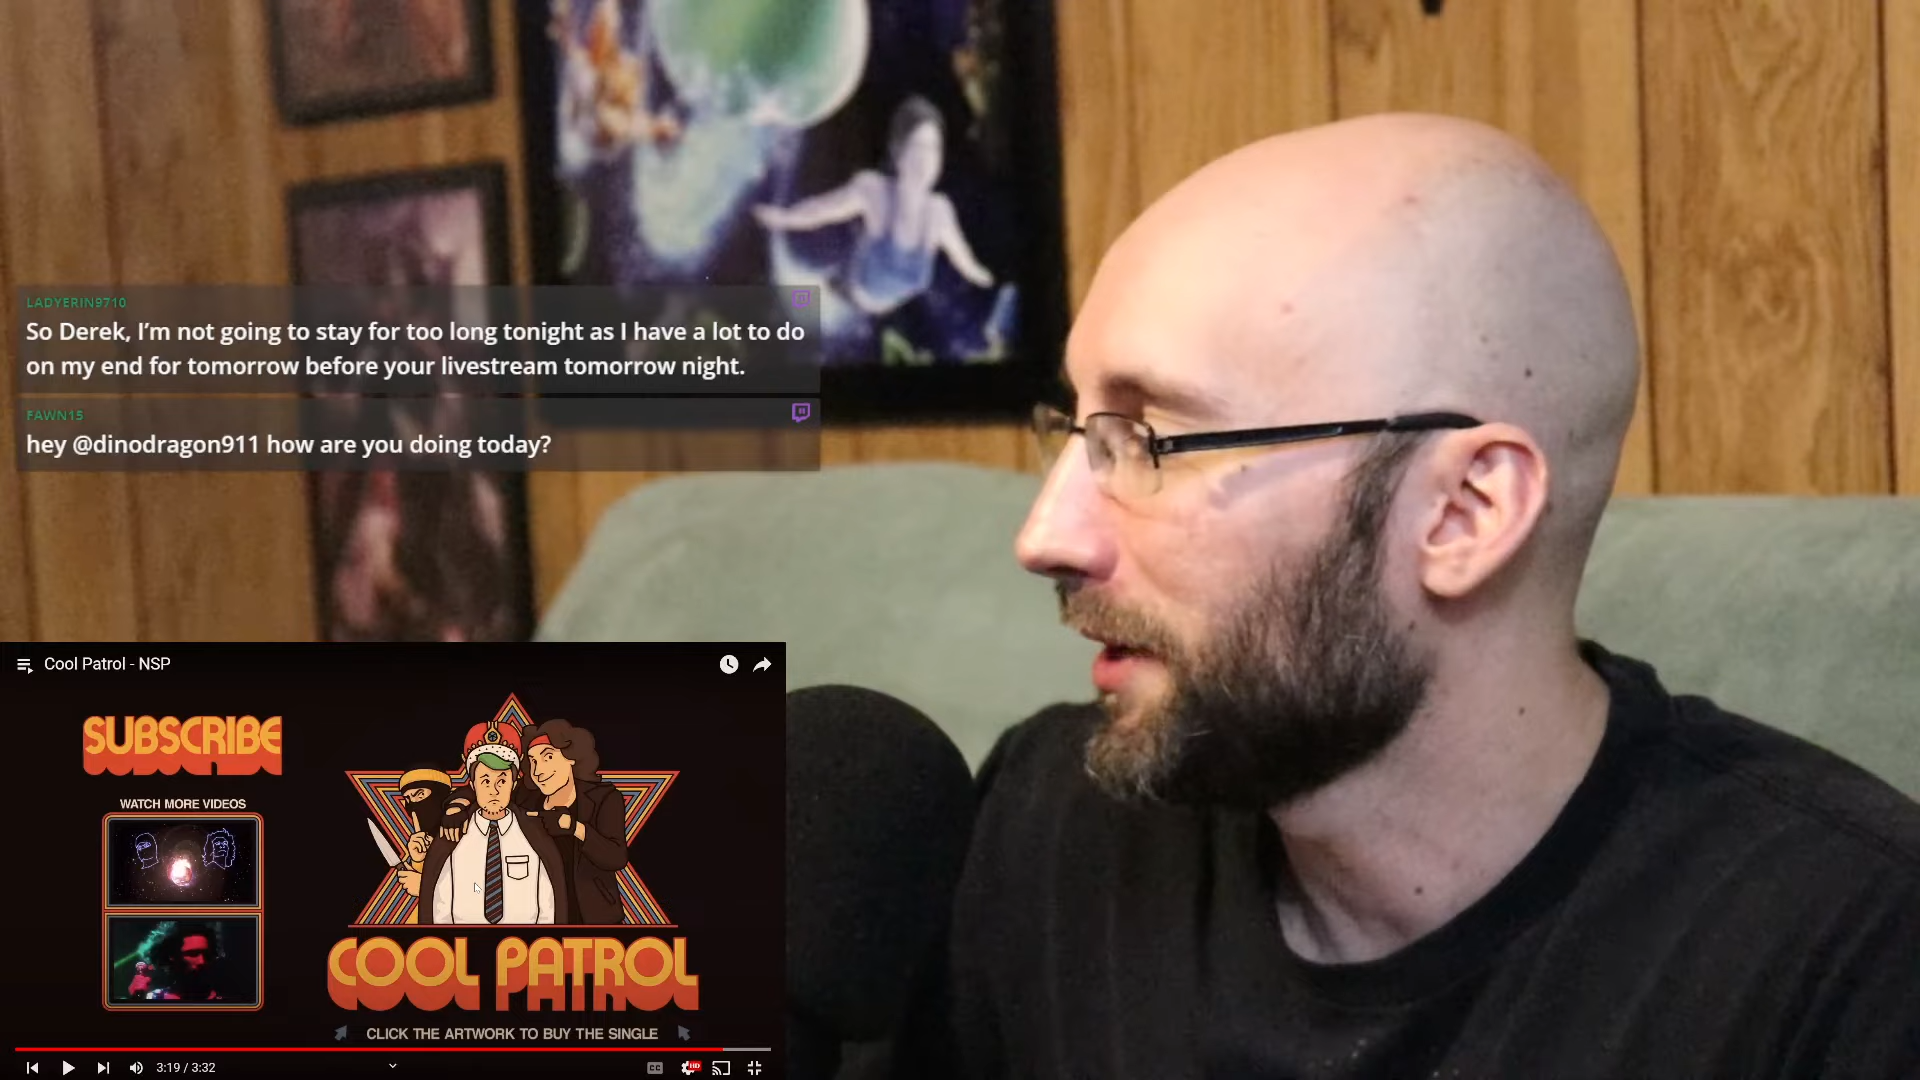 LADYERIN9710
So Derek, I'm not going to stay for too long tonight as I have a lot to do
on my end for tomorrow before your livestream tomorrow night.
FAWN15
hey @dinodragon911 how are you doing today?
Cool Patrol - NSP
SUBSCRIBE
WATCH MORE VIDEOS
COOL PATROL
CLICK THE ARTWORK TO BUY THE SINGLE
3:19 / 3:32
CC
HD